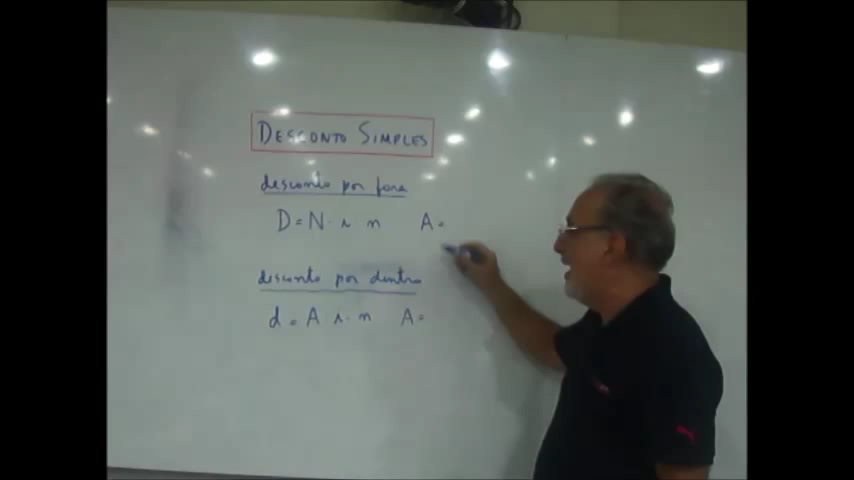 DESCONTO SIMPLES
desconto por fora
D = N · i · n A =
desconto por dentro
d = A i · n A =